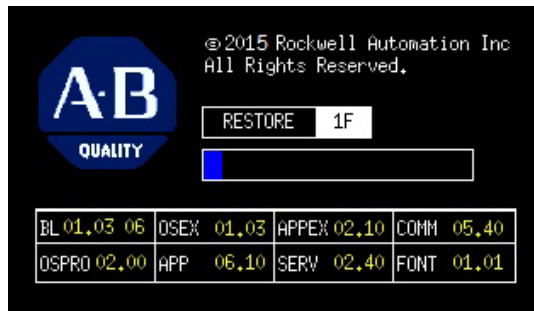 ©2015 Rockwell Automation Inc
All Rights Reserved.
A·B
QUALITY
RESTORE 1F
BL 01.03 06 OSEX 01.03 APPEX 02.10 COMM 05.40
OSPRO 02.00 APP 06.10 SERV 02.40 FONT 01.01